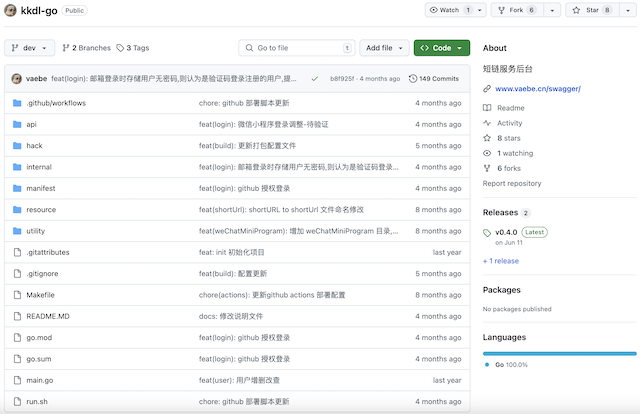 kkdl-go Public
Watch 1
Fork 6
Star 8
dev
2 Branches
3 Tags
Go to file t
Add file
Code
vaebe feat(login): 邮箱登录时存储用户无密码,则认为是验证码登录注册的用户,提... b8f925f · 4 months ago 149 Commits
.github/workflows chore: github 部署脚本更新 4 months ago
api feat(login): 微信小程序登录调整-待验证 4 months ago
hack feat(build): 更新打包配置文件 5 months ago
internal feat(login): 邮箱登录时存储用户无密码,则认为是验证码登录... 4 months ago
manifest feat(login): github 授权登录 4 months ago
resource feat(shortUrl): shortURL to shortUrl 文件命名修改 8 months ago
utility feat(weChatMiniProgram): 增加 weChatMiniProgram 目录,... 8 months ago
.gitattributes feat: init 初始化项目 last year
.gitignore feat(build): 配置更新 5 months ago
Makefile chore(actions): 更新github actions 部署配置 8 months ago
README.MD docs: 修改说明文件 4 months ago
go.mod feat(login): github 授权登录 4 months ago
go.sum feat(login): github 授权登录 4 months ago
main.go feat(user): 用户增删改查 last year
run.sh chore: github 部署脚本更新 4 months ago
About
短链服务后台
www.vaebe.cn/swagger/
Readme
Activity
8 stars
1 watching
6 forks
Report repository
Releases 2
v0.4.0 Latest
on Jun 11
+ 1 release
Packages
No packages published
Languages
Go 100.0%